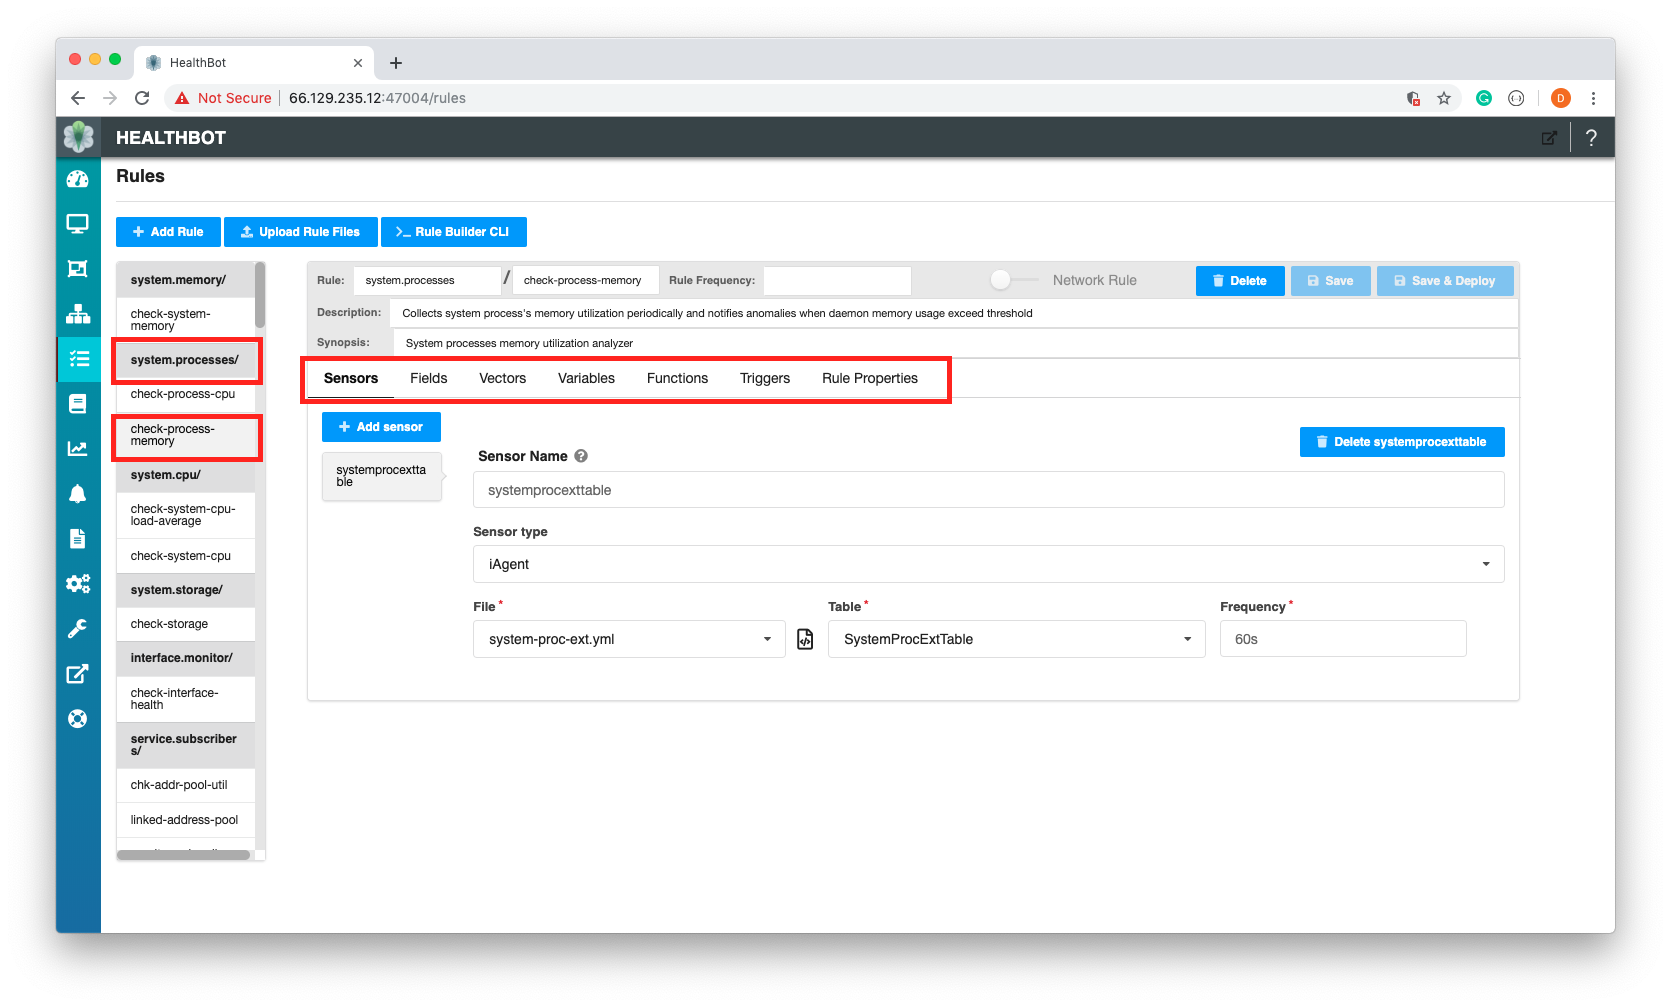 HealthBot
Not Secure
66.129.235.12:47004/rules
D
HEALTHBOT
?
Rules
Add Rule
Upload Rule Files
Rule Builder CLI
system.memory/
check-system-
memory
system.processes/
check-process-cpu
check-process-
memory
system.cpu/
check-system-cpu-
load-average
check-system-cpu
system.storage/
check-storage
interface.monitor/
check-interface-
health
service.subscriber
s/
chk-addr-pool-util
linked-address-pool
Rule: system.processes / check-process-memory Rule Frequency: Network Rule Delete Save Save & Deploy
Description: Collects system process's memory utilization periodically and notifies anomalies when daemon memory usage exceed threshold
Synopsis: System processes memory utilization analyzer
Sensors Fields Vectors Variables Functions Triggers Rule Properties
Add sensor
systemprocextta
ble
Delete systemprocexttable
Sensor Name
systemprocexttable
Sensor type
iAgent
File * Table * Frequency *
system-proc-ext.yml SystemProcExtTable 60s